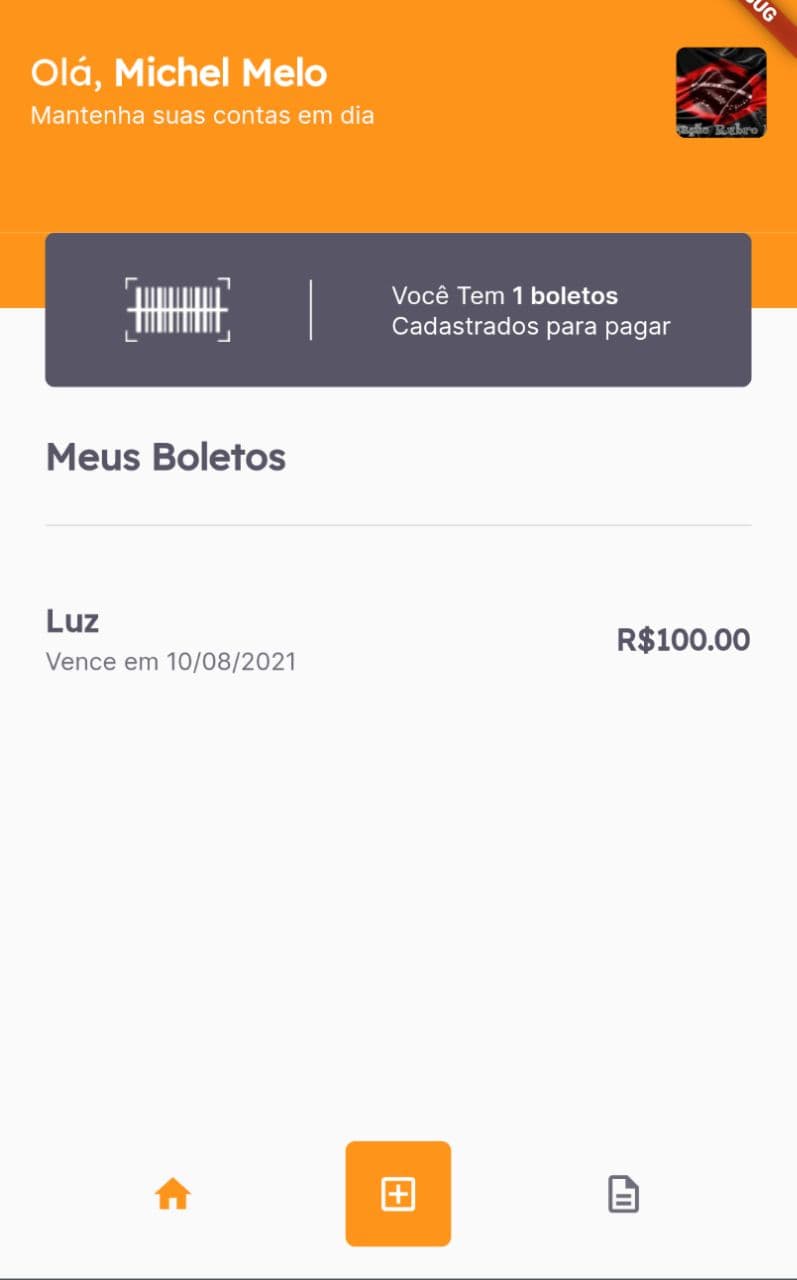 Olá, Michel Melo
Mantenha suas contas em dia
Você Tem 1 boletos
Cadastrados para pagar
Meus Boletos
Luz
Vence em 10/08/2021
R$100.00